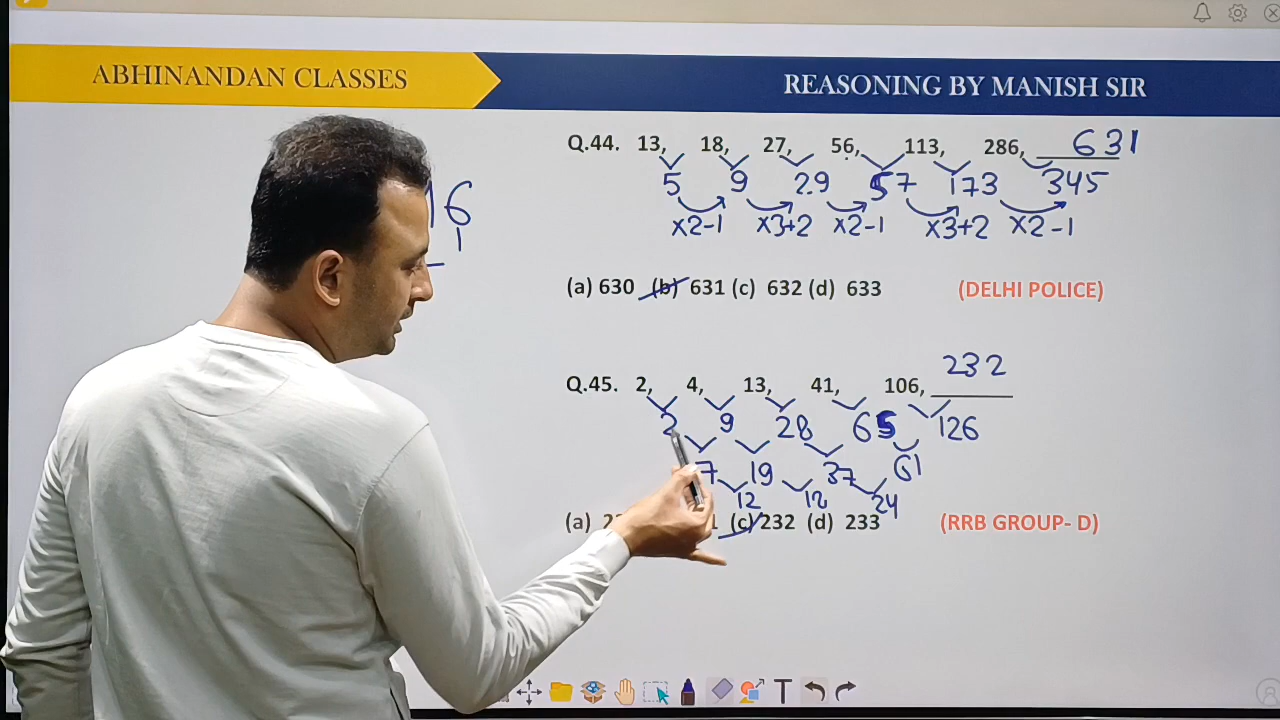 ABHINANDAN CLASSES
REASONING BY MANISH SIR
16
1
Q.44. 13, 18, 27, 56, 113, 286, 631
5 9 29 57 173 345
x2-1 x3+2 x2-1 x3+2 x2-1
(a) 630 (b) 631 (c) 632 (d) 633 (DELHI POLICE)
Q.45. 2, 4, 13, 41, 106, 232
2 9 28 65 126
7 19 37 61
12 18 24
(a) (c) 232 (d) 233 (RRB GROUP- D)
T